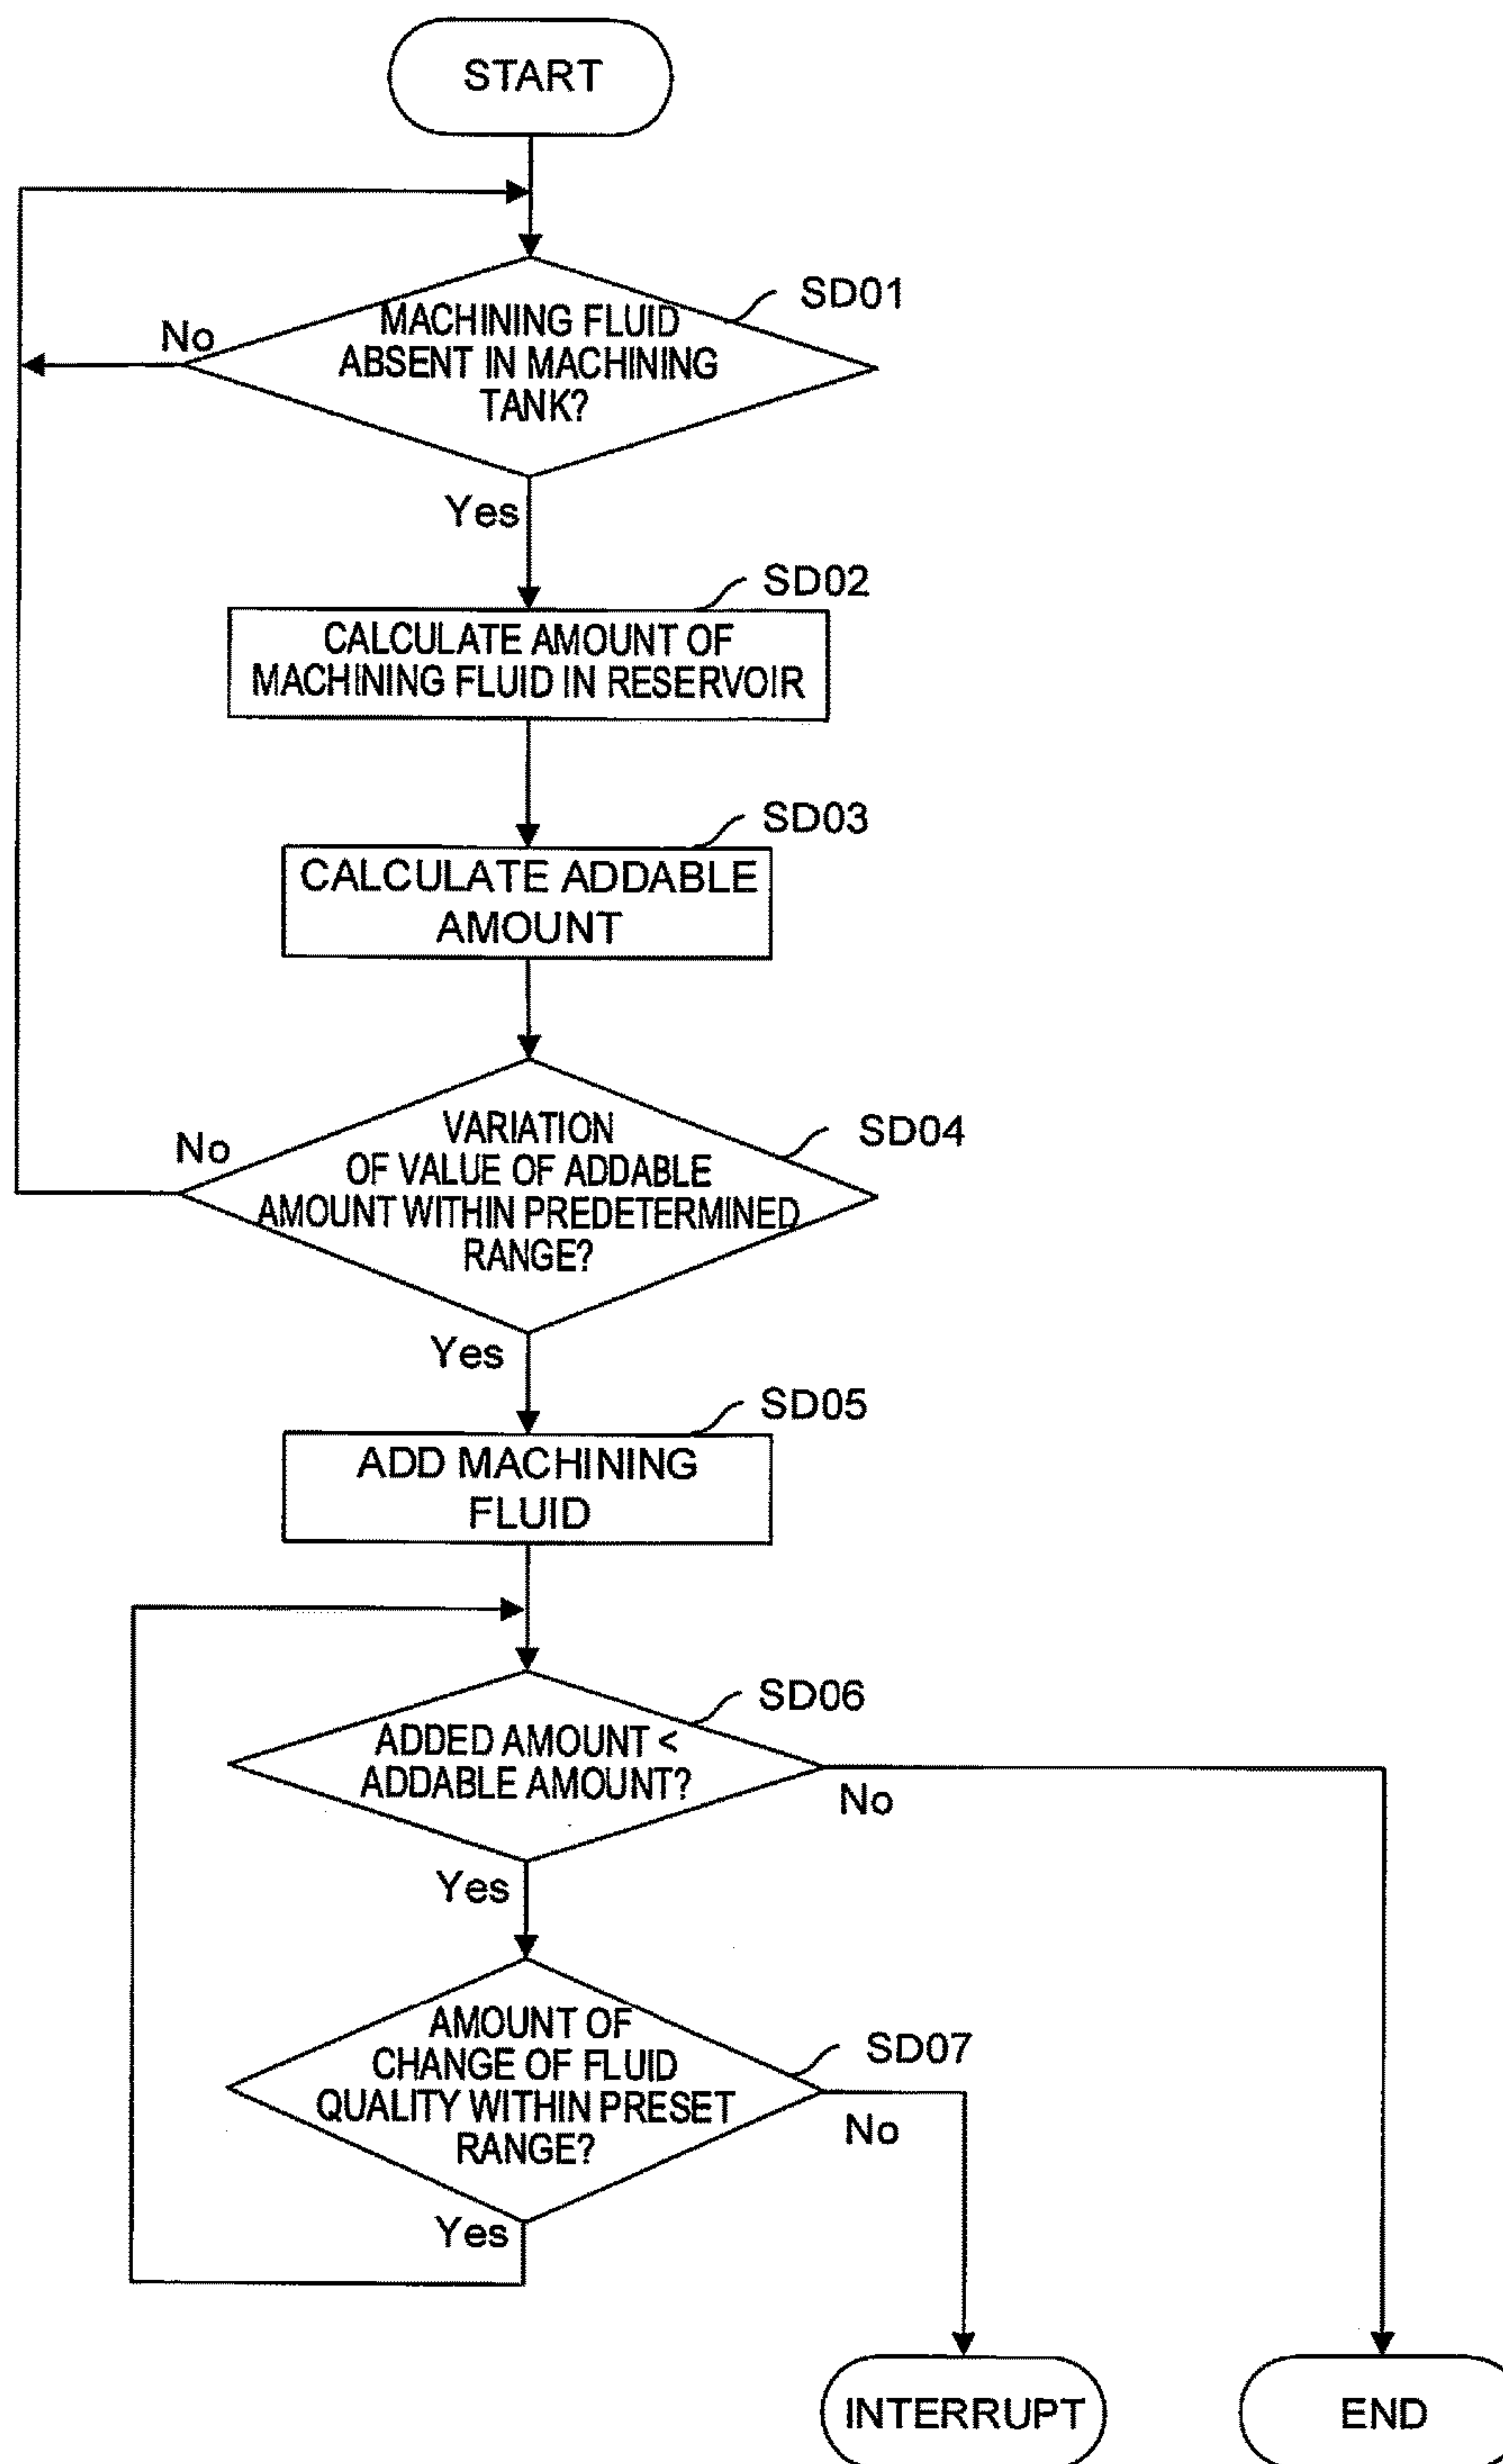 START
SD01
MACHINING FLUID
ABSENT IN MACHINING
TANK?
No
Yes
SD02
CALCULATE AMOUNT OF
MACHINING FLUID IN RESERVOIR
SD03
CALCULATE ADDABLE
AMOUNT
SD04
VARIATION
OF VALUE OF ADDABLE
AMOUNT WITHIN PREDETERMINED
RANGE?
No
Yes
SD05
ADD MACHINING
FLUID
SD06
ADDED AMOUNT <
ADDABLE AMOUNT?
No
Yes
SD07
AMOUNT OF
CHANGE OF FLUID
QUALITY WITHIN PRESET
RANGE?
No
Yes
INTERRUPT
END